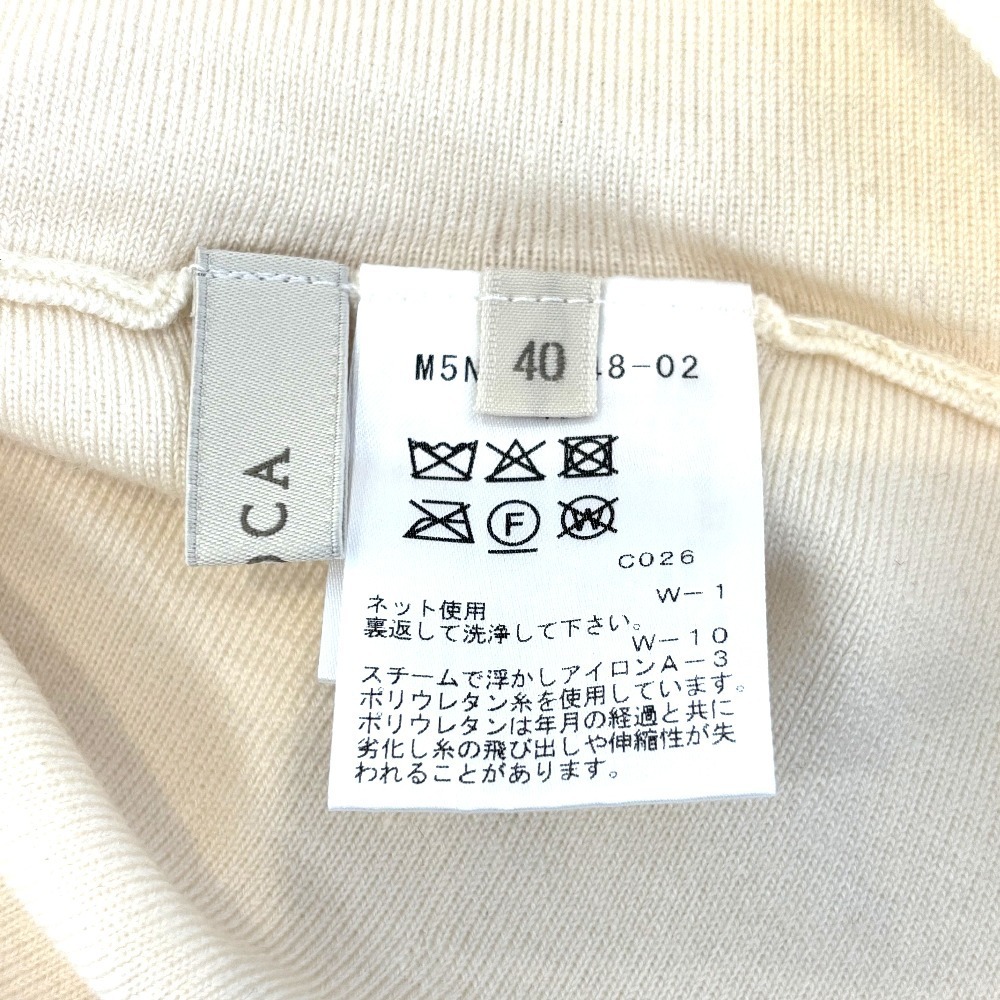 40
C026
W-1
ネット使用
裏返して洗浄して下さい。
W-10
スチームで浮かしアイロンA-3
ポリウレタン糸を使用しています。
ポリウレタンは年月の経過と共に
劣化し糸の飛び出しや伸縮性が失
われることがあります。
F
W